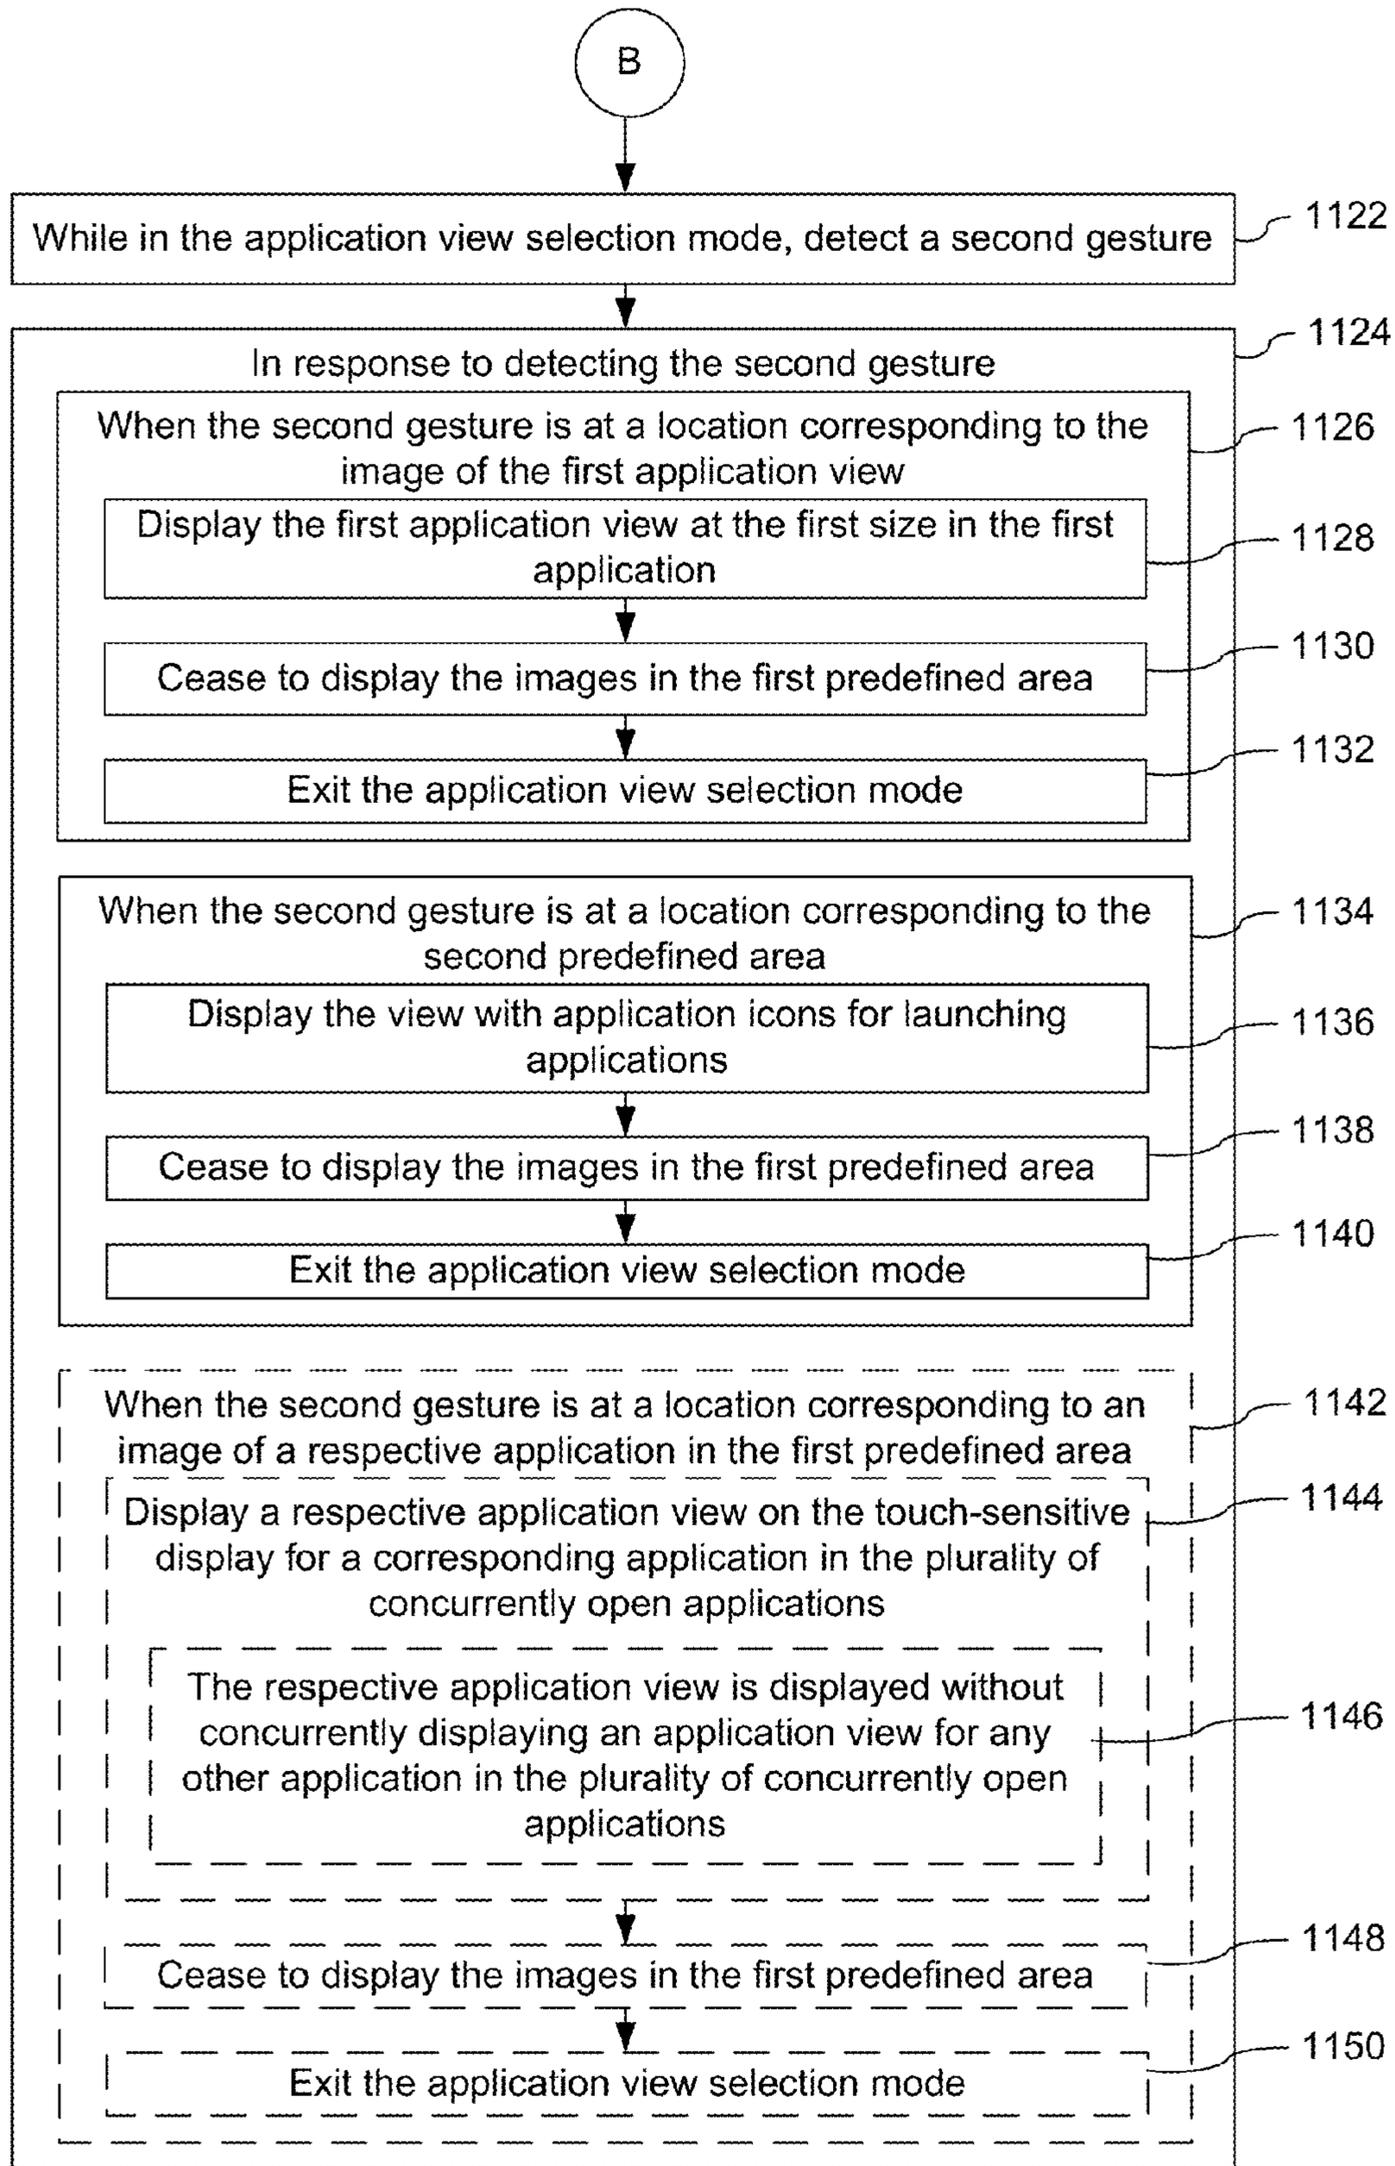 B
While in the application view selection mode, detect a second gesture
1122
1124
In response to detecting the second gesture
When the second gesture is at a location corresponding to the
image of the first application view
1126
Display the first application view at the first size in the first
application
1128
Cease to display the images in the first predefined area
1130
Exit the application view selection mode
1132
When the second gesture is at a location corresponding to the
second predefined area
1134
Display the view with application icons for launching
applications
1136
Cease to display the images in the first predefined area
1138
Exit the application view selection mode
1140
When the second gesture is at a location corresponding to an
image of a respective application in the first predefined area
1142
Display a respective application view on the touch-sensitive
display for a corresponding application in the plurality of
concurrently open applications
1144
The respective application view is displayed without
concurrently displaying an application view for any
other application in the plurality of concurrently open
applications
1146
Cease to display the images in the first predefined area
1148
Exit the application view selection mode
1150